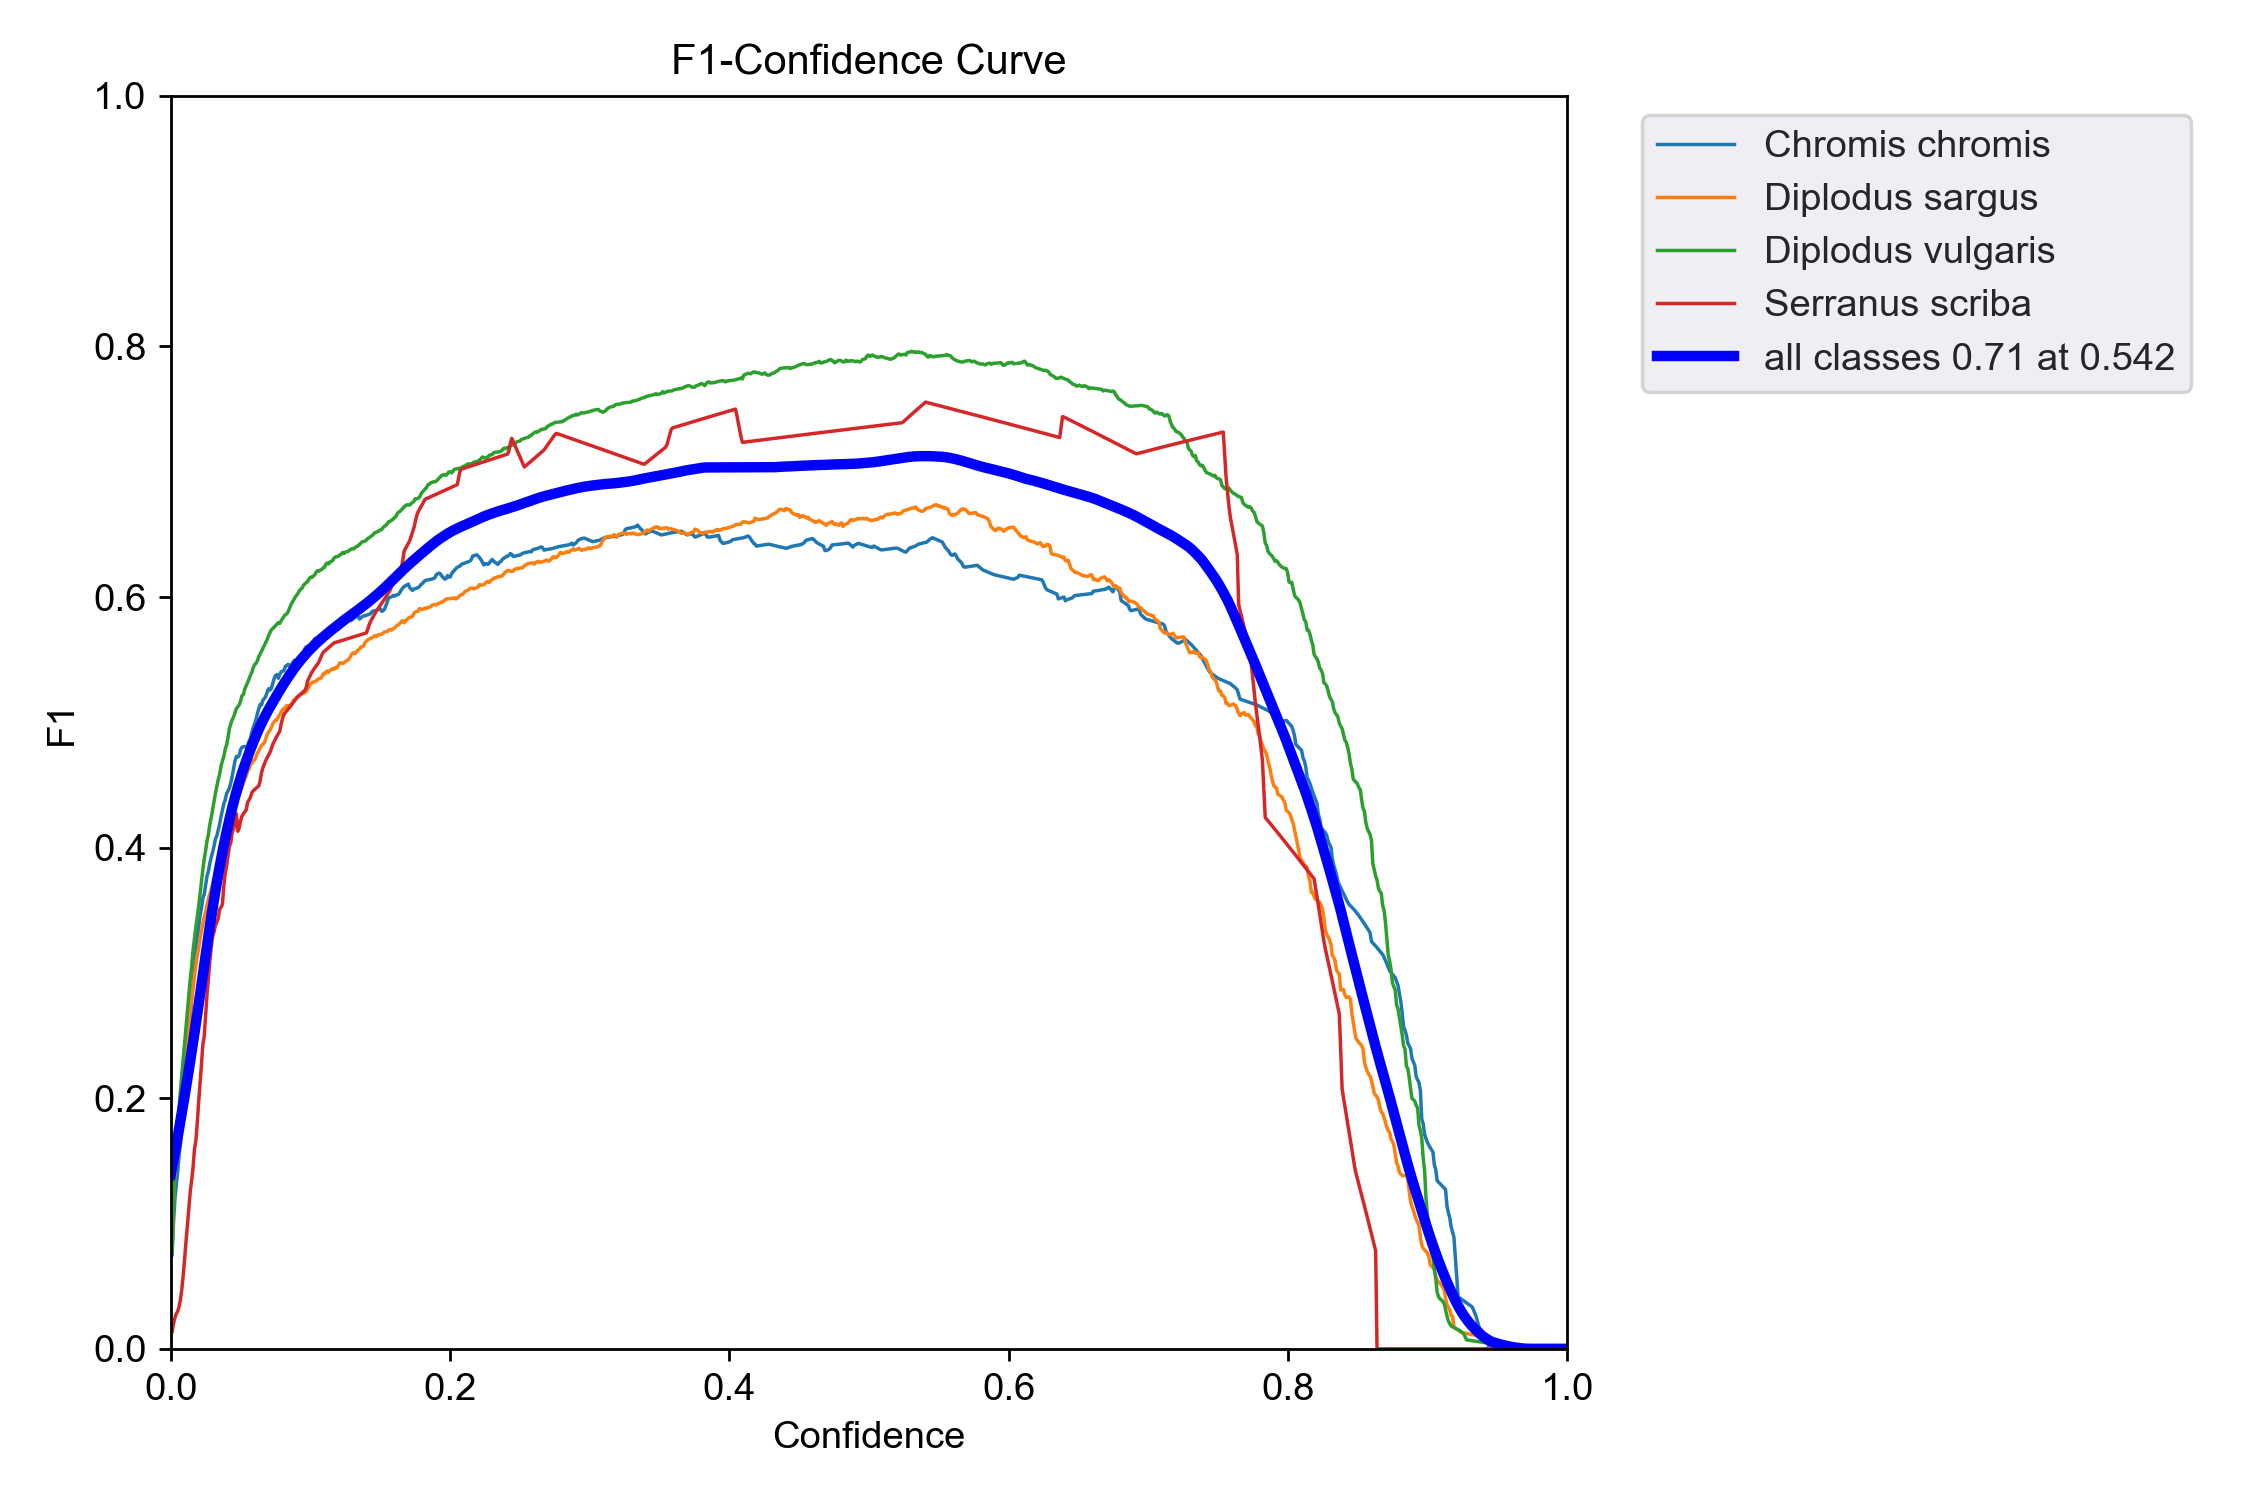 F1-Confidence Curve
1.0
0.8
0.6
0.4
0.2
0.0
F1
0.0 0.2 0.4 0.6 0.8 1.0
Confidence
Chromis chromis
Diplodus sargus
Diplodus vulgaris
Serranus scriba
all classes 0.71 at 0.542